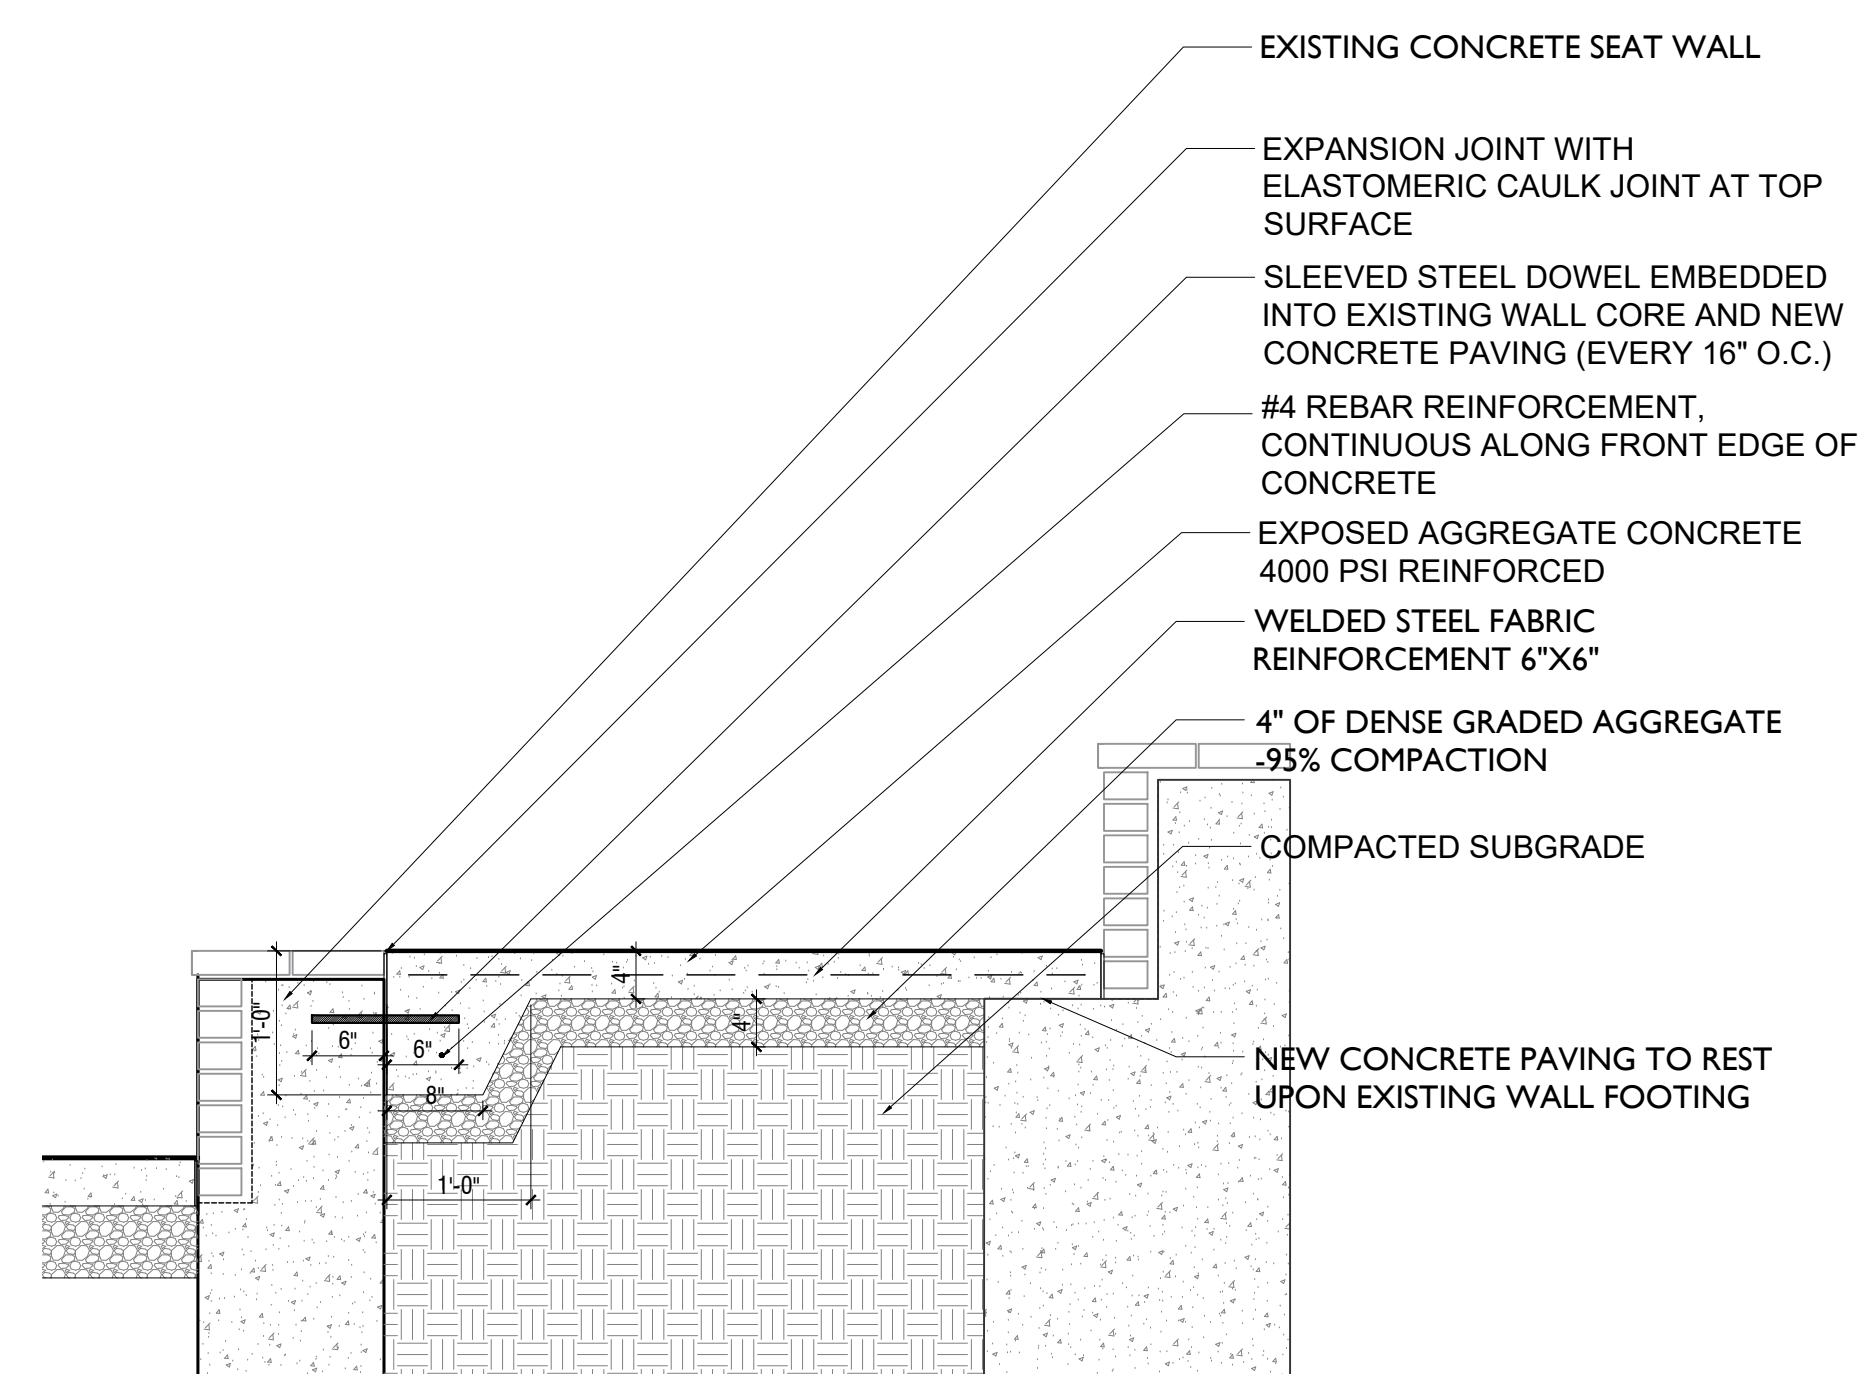 EXISTING CONCRETE SEAT WALL
EXPANSION JOINT WITH
ELASTOMERIC CAULK JOINT AT TOP
SURFACE
SLEEVED STEEL DOWEL EMBEDDED
INTO EXISTING WALL CORE AND NEW
CONCRETE PAVING (EVERY 16" O.C.)
#4 REBAR REINFORCEMENT,
CONTINUOUS ALONG FRONT EDGE OF
CONCRETE
EXPOSED AGGREGATE CONCRETE
4000 PSI REINFORCED
WELDED STEEL FABRIC
REINFORCEMENT 6"X6"
4" OF DENSE GRADED AGGREGATE
-95% COMPACTION
COMPACTED SUBGRADE
NEW CONCRETE PAVING TO REST
UPON EXISTING WALL FOOTING
4"
1'-0"
4"
6"
6"
8"
1'-0"